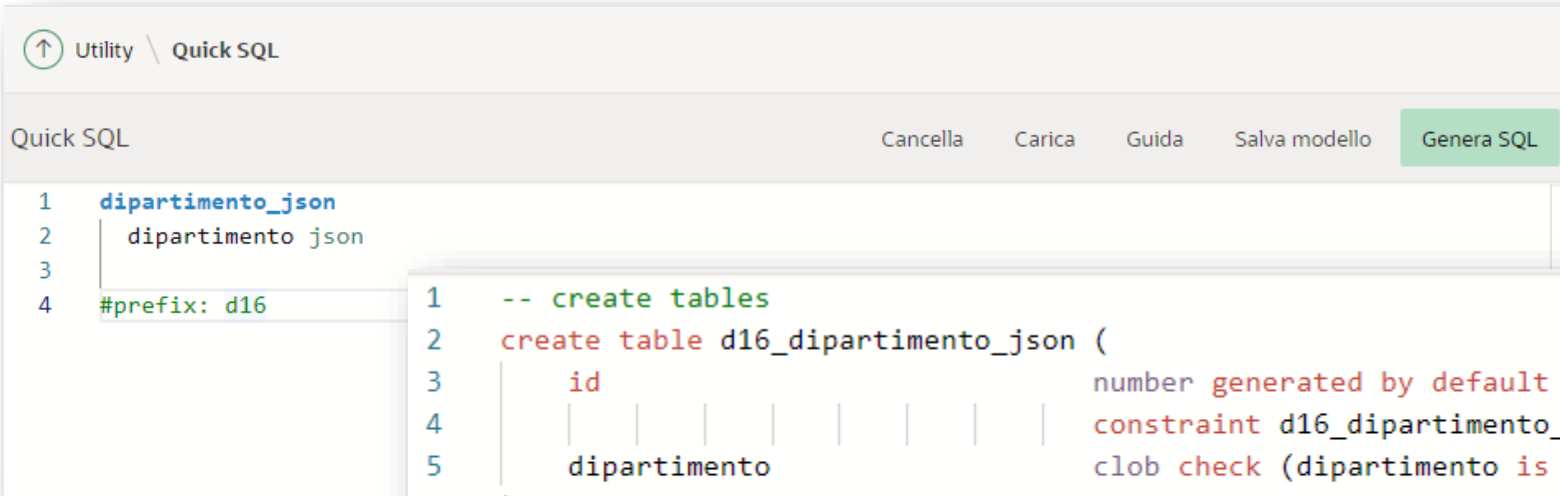 Utility \ Quick SQL
Quick SQL Cancella Carica Guida Salva modello Genera SQL
1 dipartimento_json
2 dipartimento json
3
4 #prefix: d16
1 -- create tables
2 create table d16_dipartimento_json (
3 id number generated by default
4 constraint d16_dipartimento_
5 dipartimento clob check (dipartimento is